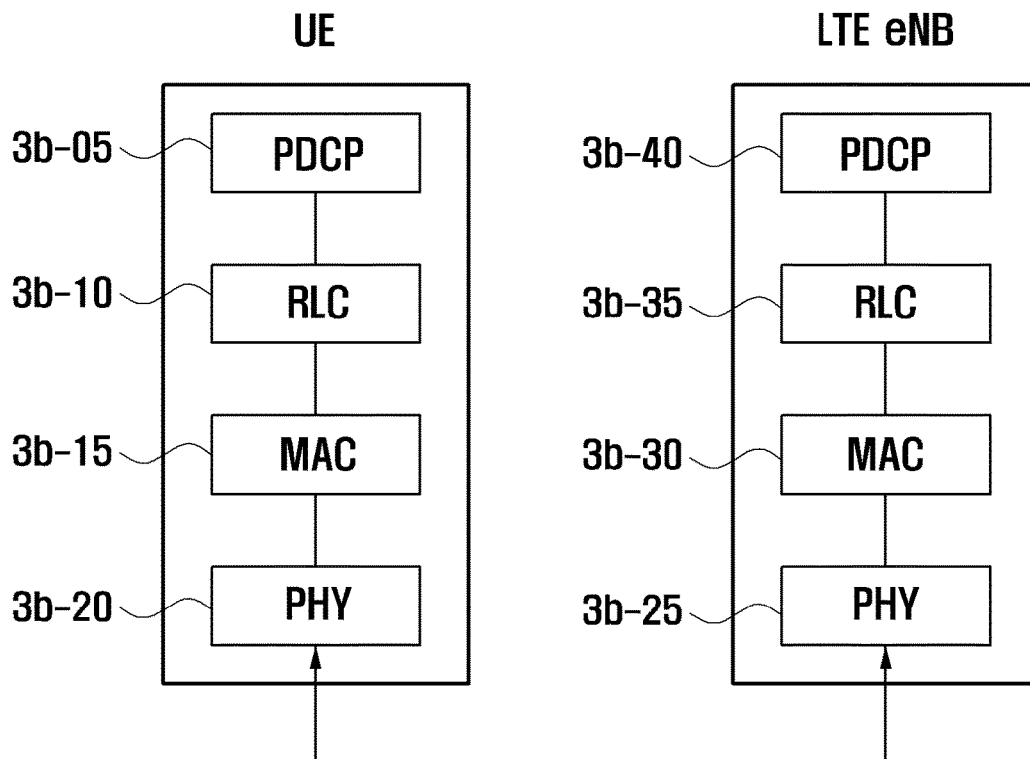 UE
LTE eNB
3b-05
PDCP
3b-40
PDCP
3b-10
RLC
3b-35
RLC
3b-15
MAC
3b-30
MAC
3b-20
PHY
3b-25
PHY